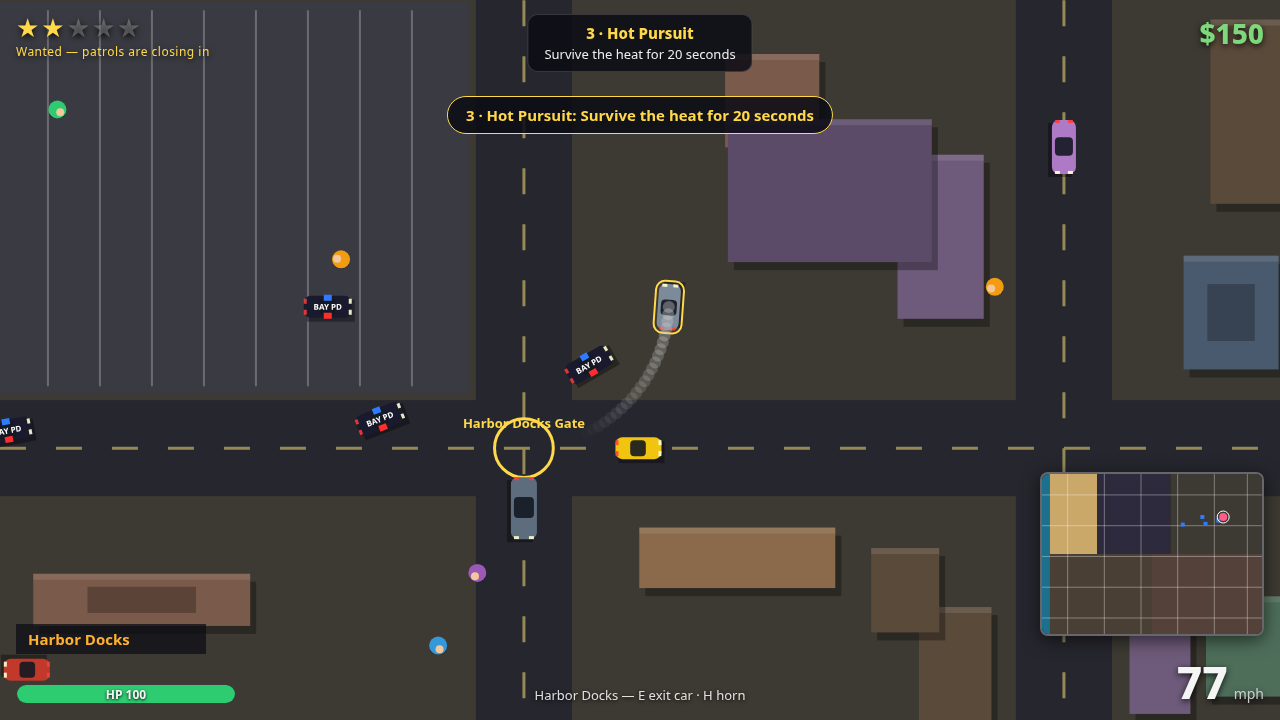 ★★★★★
Wanted — patrols are closing in
3 · Hot Pursuit
Survive the heat for 20 seconds
$150
3 · Hot Pursuit: Survive the heat for 20 seconds
BAY PD
BAY PD
BAY PD
AY PD
Harbor Docks Gate
Harbor Docks
HP 100
Harbor Docks — E exit car · H horn
77 mph